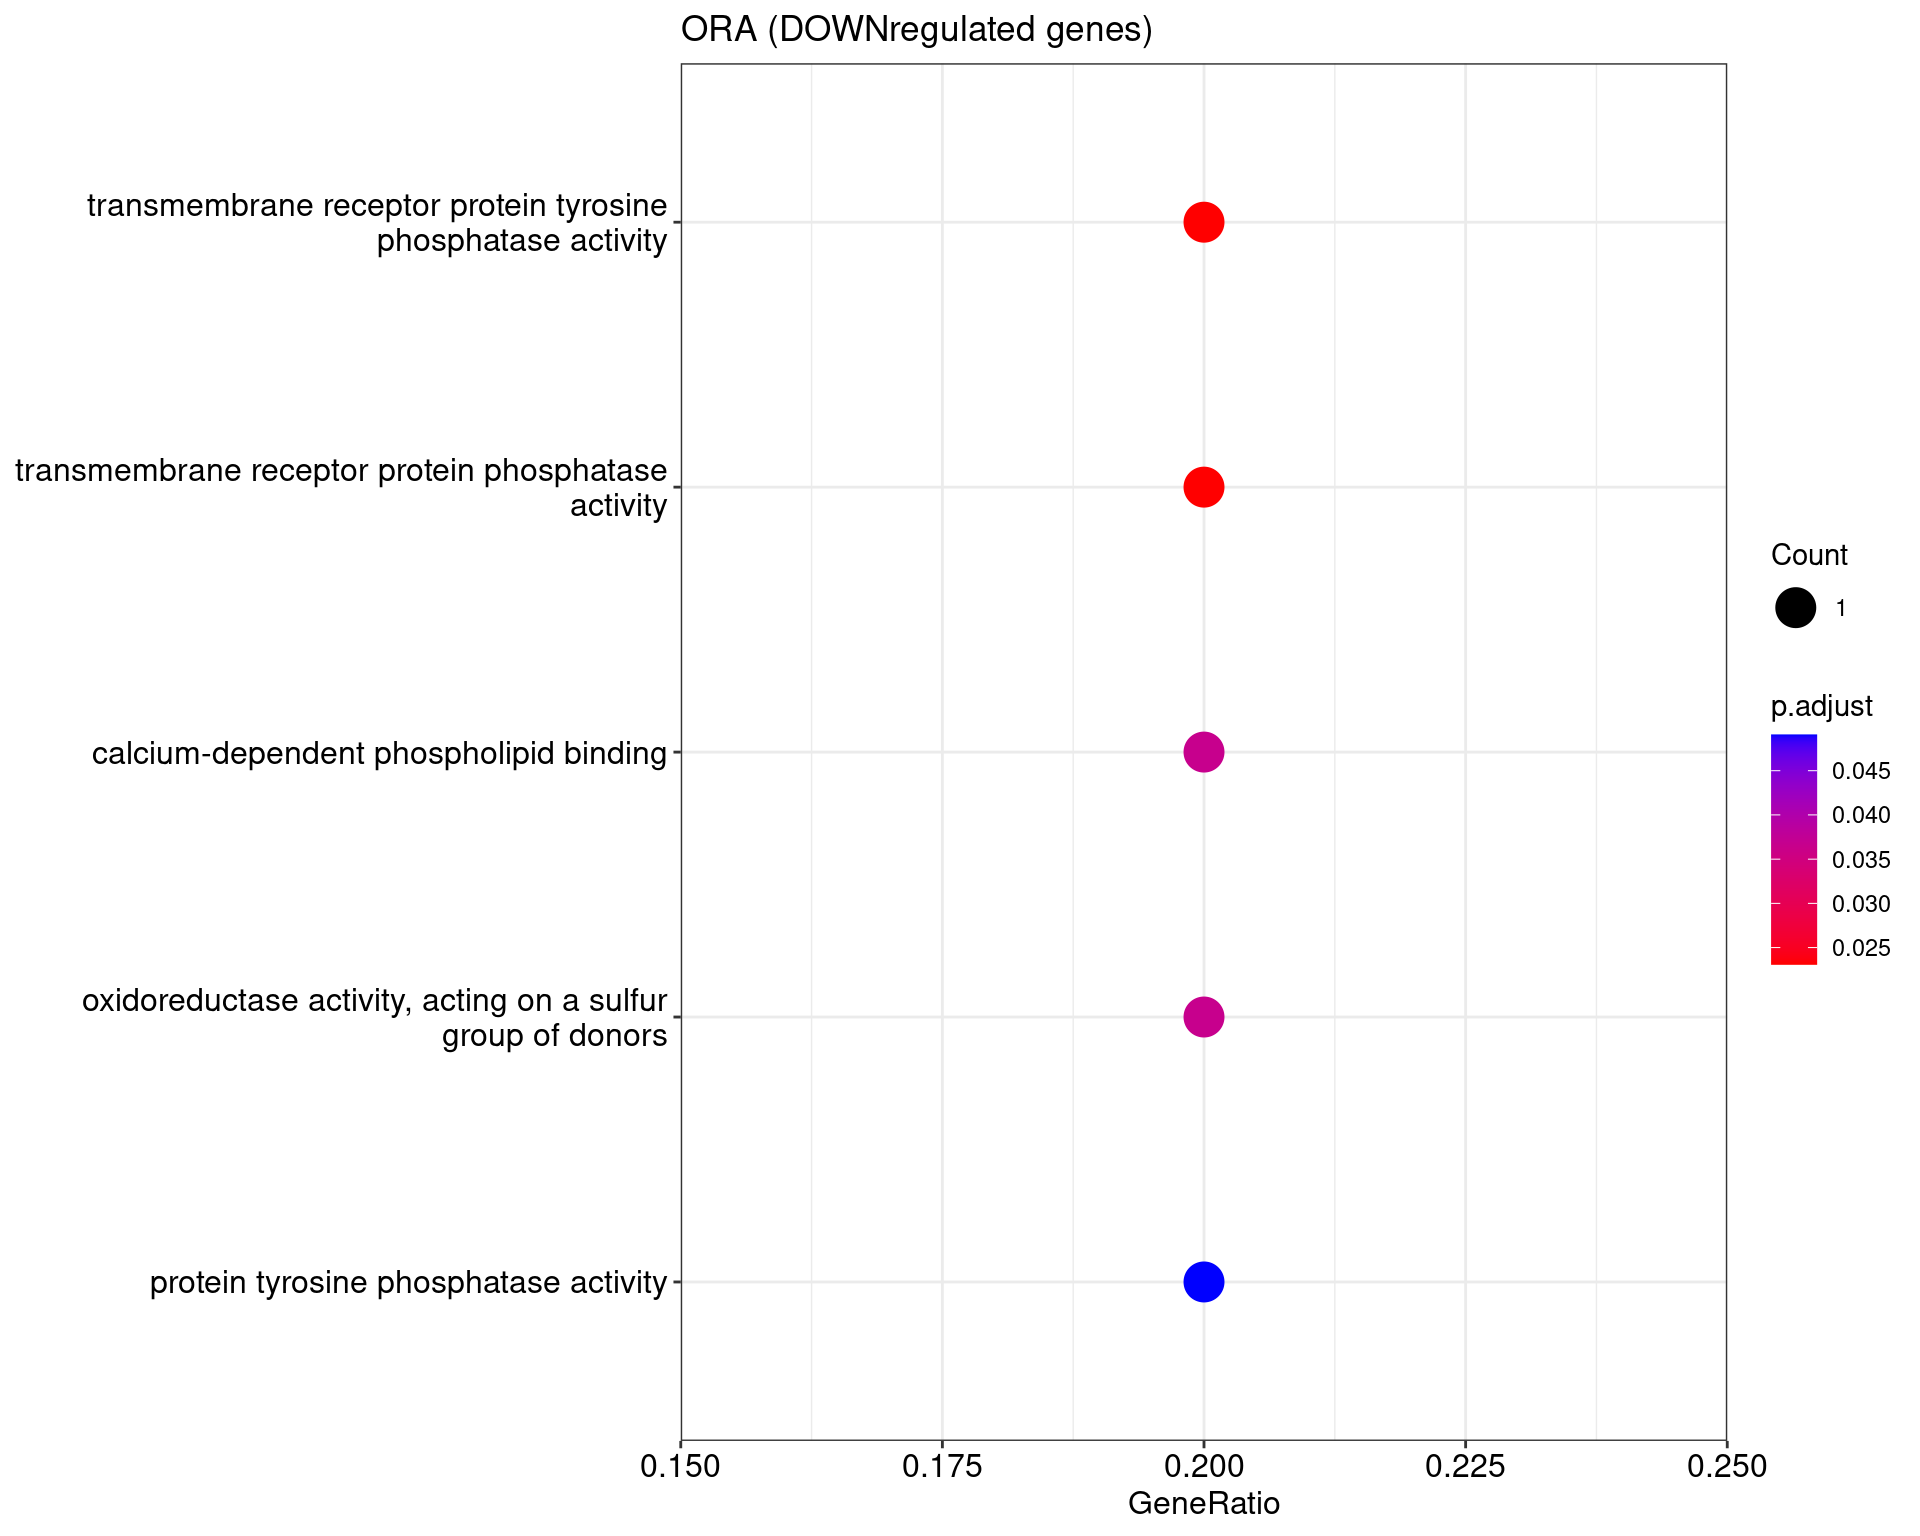 ORA (DOWNregulated genes)
transmembrane receptor protein tyrosine
phosphatase activity
transmembrane receptor protein phosphatase
activity
calcium-dependent phospholipid binding
oxidoreductase activity, acting on a sulfur
group of donors
protein tyrosine phosphatase activity
0.150 0.175 0.200 0.225 0.250
GeneRatio
Count
1
p.adjust
0.045
0.040
0.035
0.030
0.025